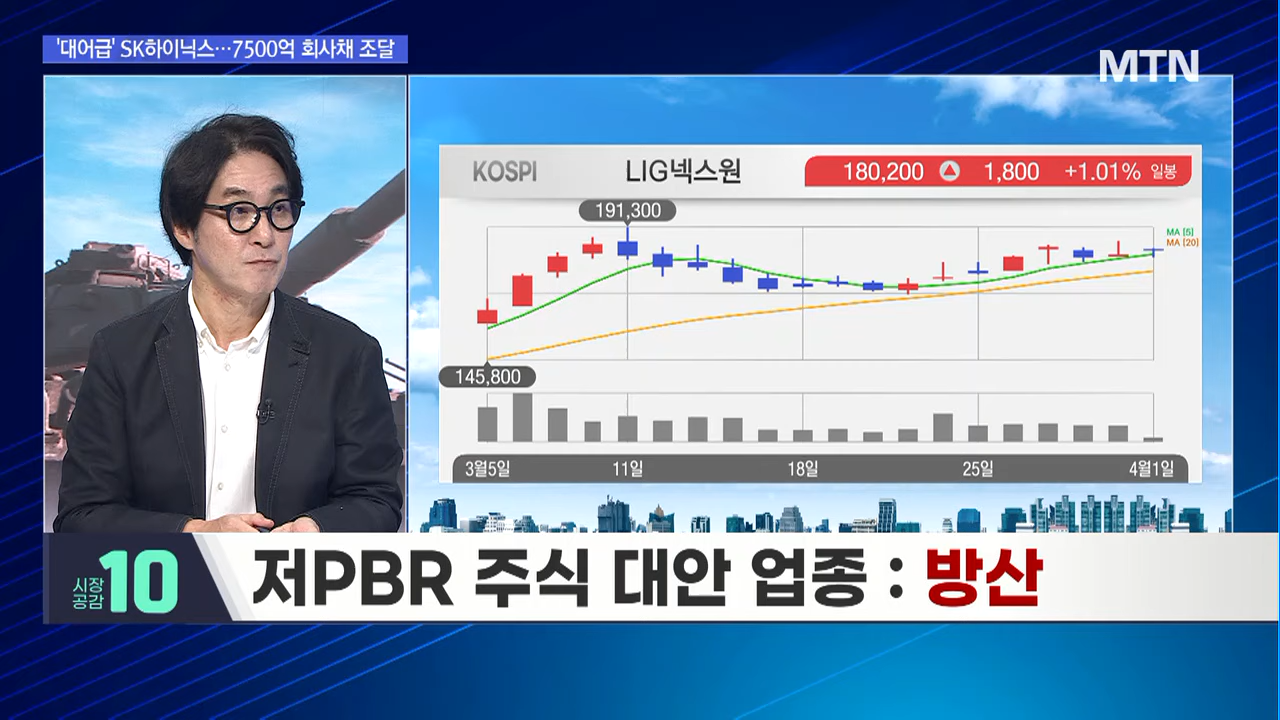 '대어급' SK하이닉스…7500억 회사채 조달
MTN
KOSPI LIG넥스원 180,200 1,800 +1.01% 일봉
191,300
MA [5]
MA [20]
145,800
3월5일 11일 18일 25일 4월1일
시장
공감
10
저PBR 주식 대안 업종 : 방산